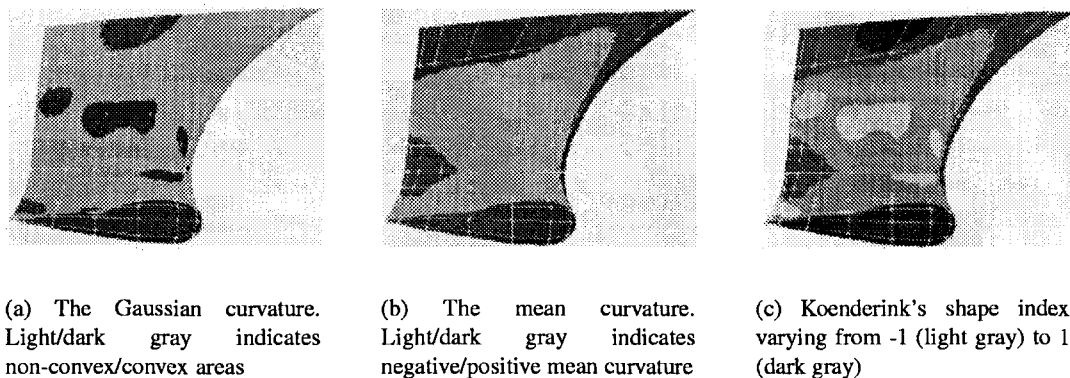 (a) The Gaussian curvature.
Light/dark gray indicates
non-convex/convex areas
(b) The mean curvature.
Light/dark gray indicates
negative/positive mean curvature
(c) Koenderink's shape index
varying from -1 (light gray) to 1
(dark gray)